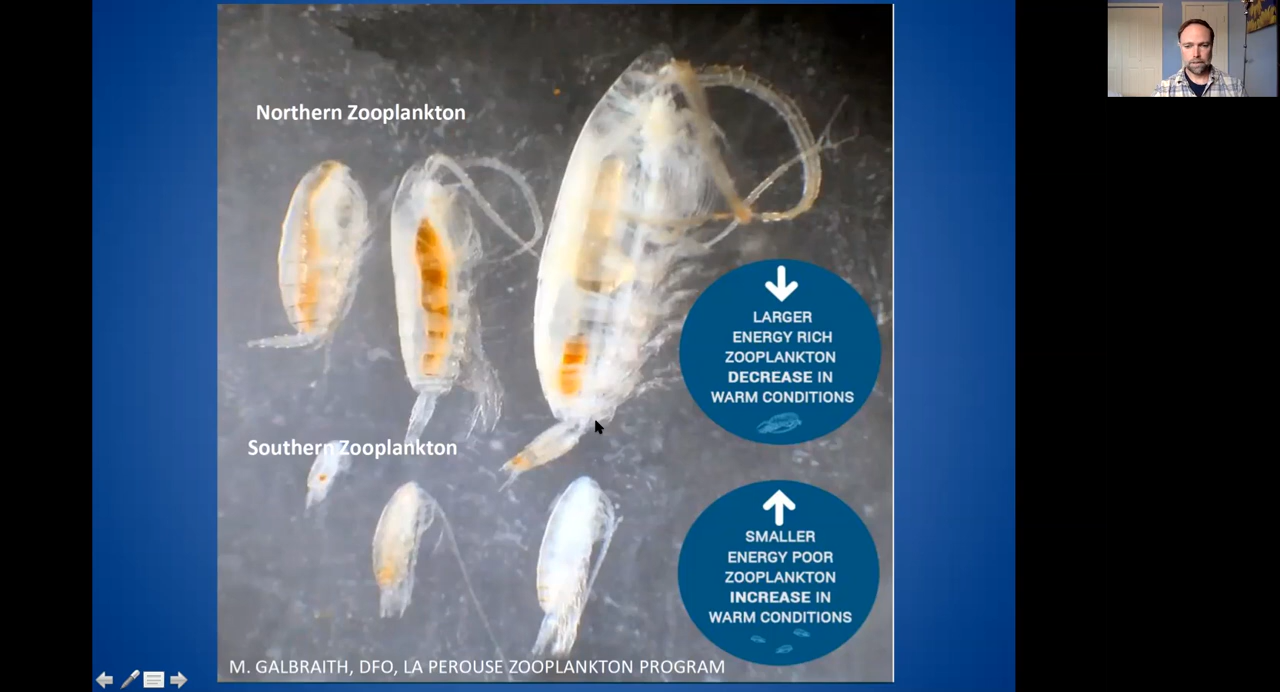 Northern Zooplankton
LARGER
ENERGY RICH
ZOOPLANKTON
DECREASE IN
WARM CONDITIONS
Southern Zooplankton
SMALLER
ENERGY POOR
ZOOPLANKTON
INCREASE IN
WARM CONDITIONS
M. GALBRAITH, DFO, LA PEROUSE ZOOPLANKTON PROGRAM